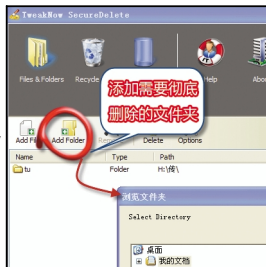 TweakNow SecureDelete
Files & Folders Recycle Help Abo
添加需要彻底
删除的文件夹
Add Fi Add Folder Delete Options
Name Type Path
tu Folder H:\传\
浏览文件夹
Select Directory
桌面
我的文档